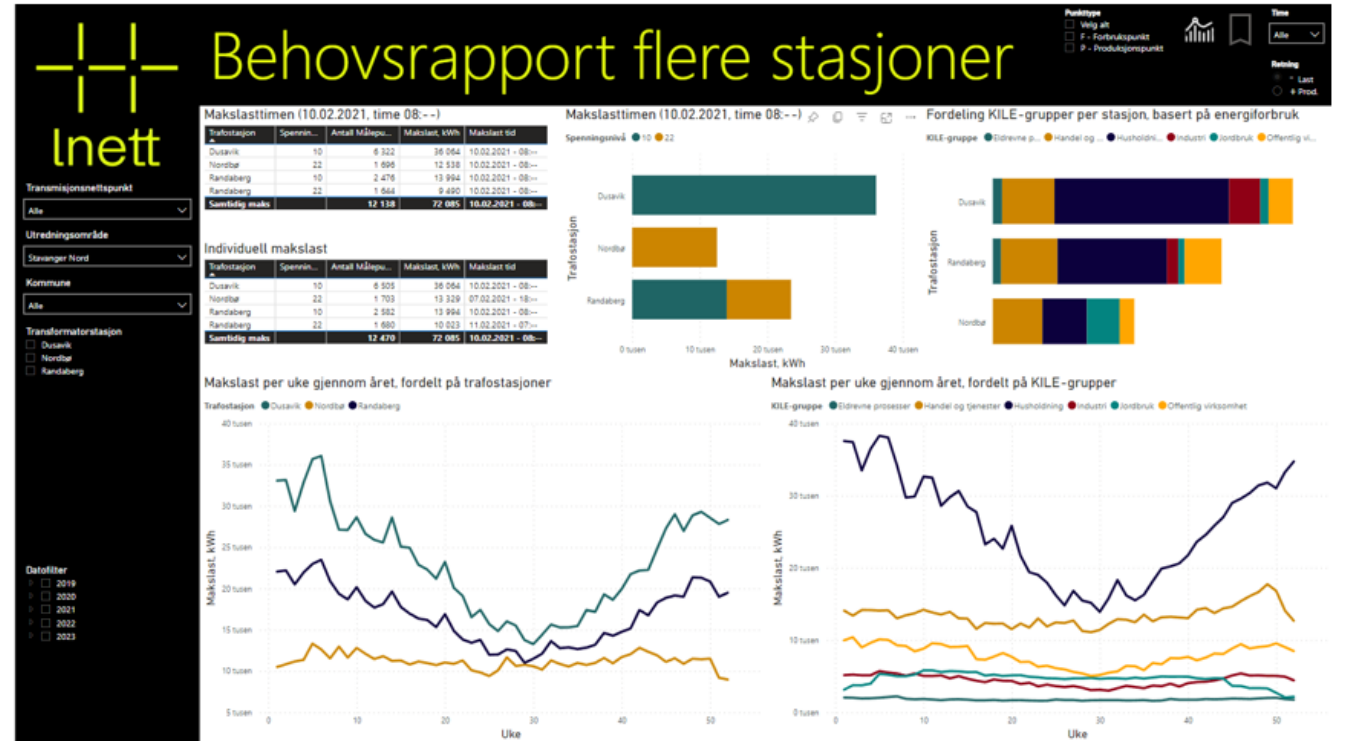 Behovsrapport flere stasjoner
Punkttype
Velg alt
F - Forbrukspunkt
P - Produksjonspunkt
Time
Alle
Retning
- Last
+ Prod.
lnett
Transmisjonsnettspunkt
Alle
Utredningsområde
Stavanger Nord
Kommune
Alle
Transformatorstasjon
Dusavik
Nordbø
Randaberg
Datofilter
2019
2020
2021
2022
2023
Makslasttimen (10.02.2021, time 08:--)
Trafostasjon Spennin... Antall Målepu... Makslast, kWh Makslast tid
Dusavik 10 6 322 36 064 10.02.2021 - 08:--
Nordbø 22 1 696 12 538 10.02.2021 - 08:--
Randaberg 10 2 476 13 994 10.02.2021 - 08:--
Randaberg 22 1 644 9 490 10.02.2021 - 08:--
Samtidig maks 12 138 72 085 10.02.2021 - 08:--
Individuell makslast
Trafostasjon Spennin... Antall Målepu... Makslast, kWh Makslast tid
Dusavik 10 6 505 36 064 10.02.2021 - 08:--
Nordbø 22 1 703 13 329 07.02.2021 - 18:--
Randaberg 10 2 582 13 994 10.02.2021 - 08:--
Randaberg 22 1 680 10 023 11.02.2021 - 07:--
Samtidig maks 12 470 72 085 10.02.2021 - 08:--
Makslasttimen (10.02.2021, time 08:--)
Spenningsnivå 10 22
Trafostasjon
Dusavik
Nordbø
Randaberg
0 tusen 10 tusen 20 tusen 30 tusen 40 tusen
Makslast, kWh
Fordeling KILE-grupper per stasjon, basert på energiforbruk
KILE-gruppe Eldrevne p... Handel og ... Husholdni... Industri Jordbruk Offentlig vi...
Trafostasjon
Dusavik
Randaberg
Nordbø
Makslast per uke gjennom året, fordelt på trafostasjoner
Trafostasjon Dusavik Nordbø Randaberg
Makslast, kWh
40 tusen
35 tusen
30 tusen
25 tusen
20 tusen
15 tusen
10 tusen
5 tusen
0 10 20 30 40 50
Uke
Makslast per uke gjennom året, fordelt på KILE-grupper
KILE-gruppe Eldrevne prosesser Handel og tjenester Husholdning Industri Jordbruk Offentlig virksomhet
Makslast, kWh
40 tusen
30 tusen
20 tusen
10 tusen
0 tusen
0 10 20 30 40 50
Uke